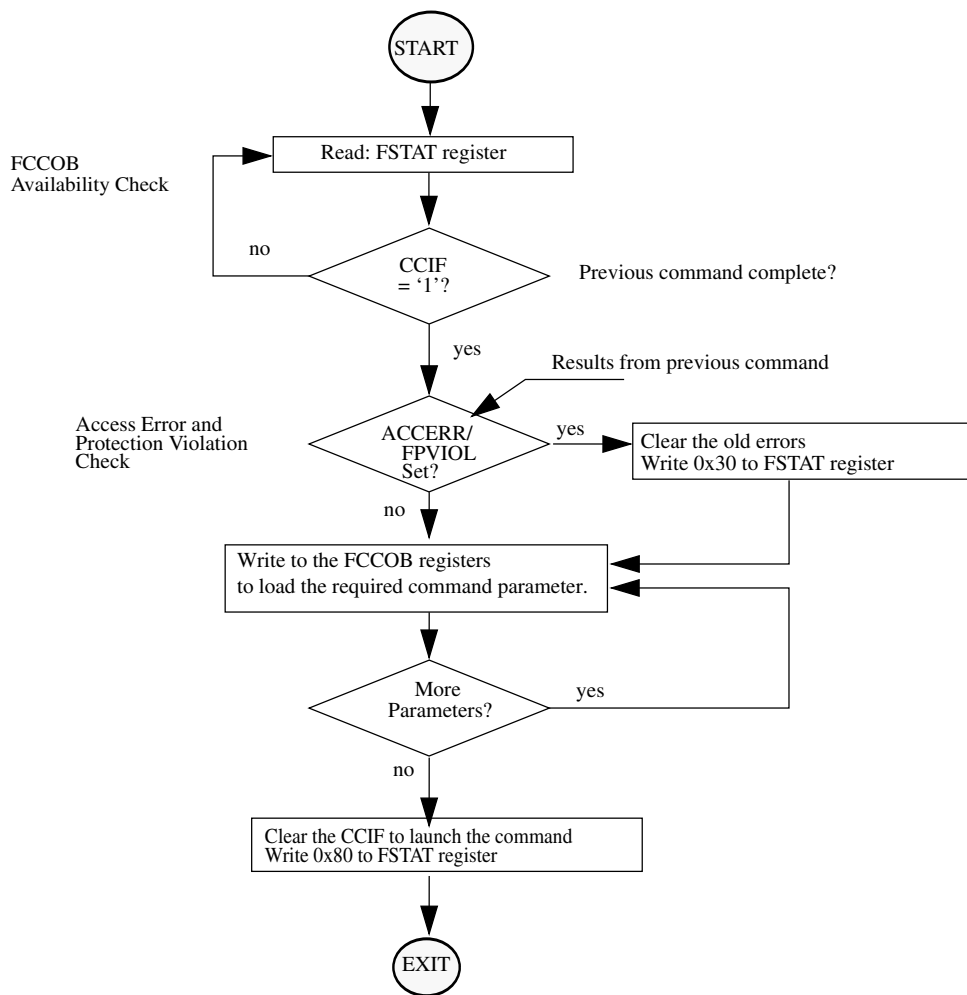 START
Read: FSTAT register
FCCOB
Availability Check
no
CCIF
= ‘1’?
Previous command complete?
yes
Results from previous command
Access Error and
Protection Violation
Check
ACCERR/
FPVIOL
Set?
yes
Clear the old errors
Write 0x30 to FSTAT register
no
Write to the FCCOB registers
to load the required command parameter.
More
Parameters?
yes
no
Clear the CCIF to launch the command
Write 0x80 to FSTAT register
EXIT